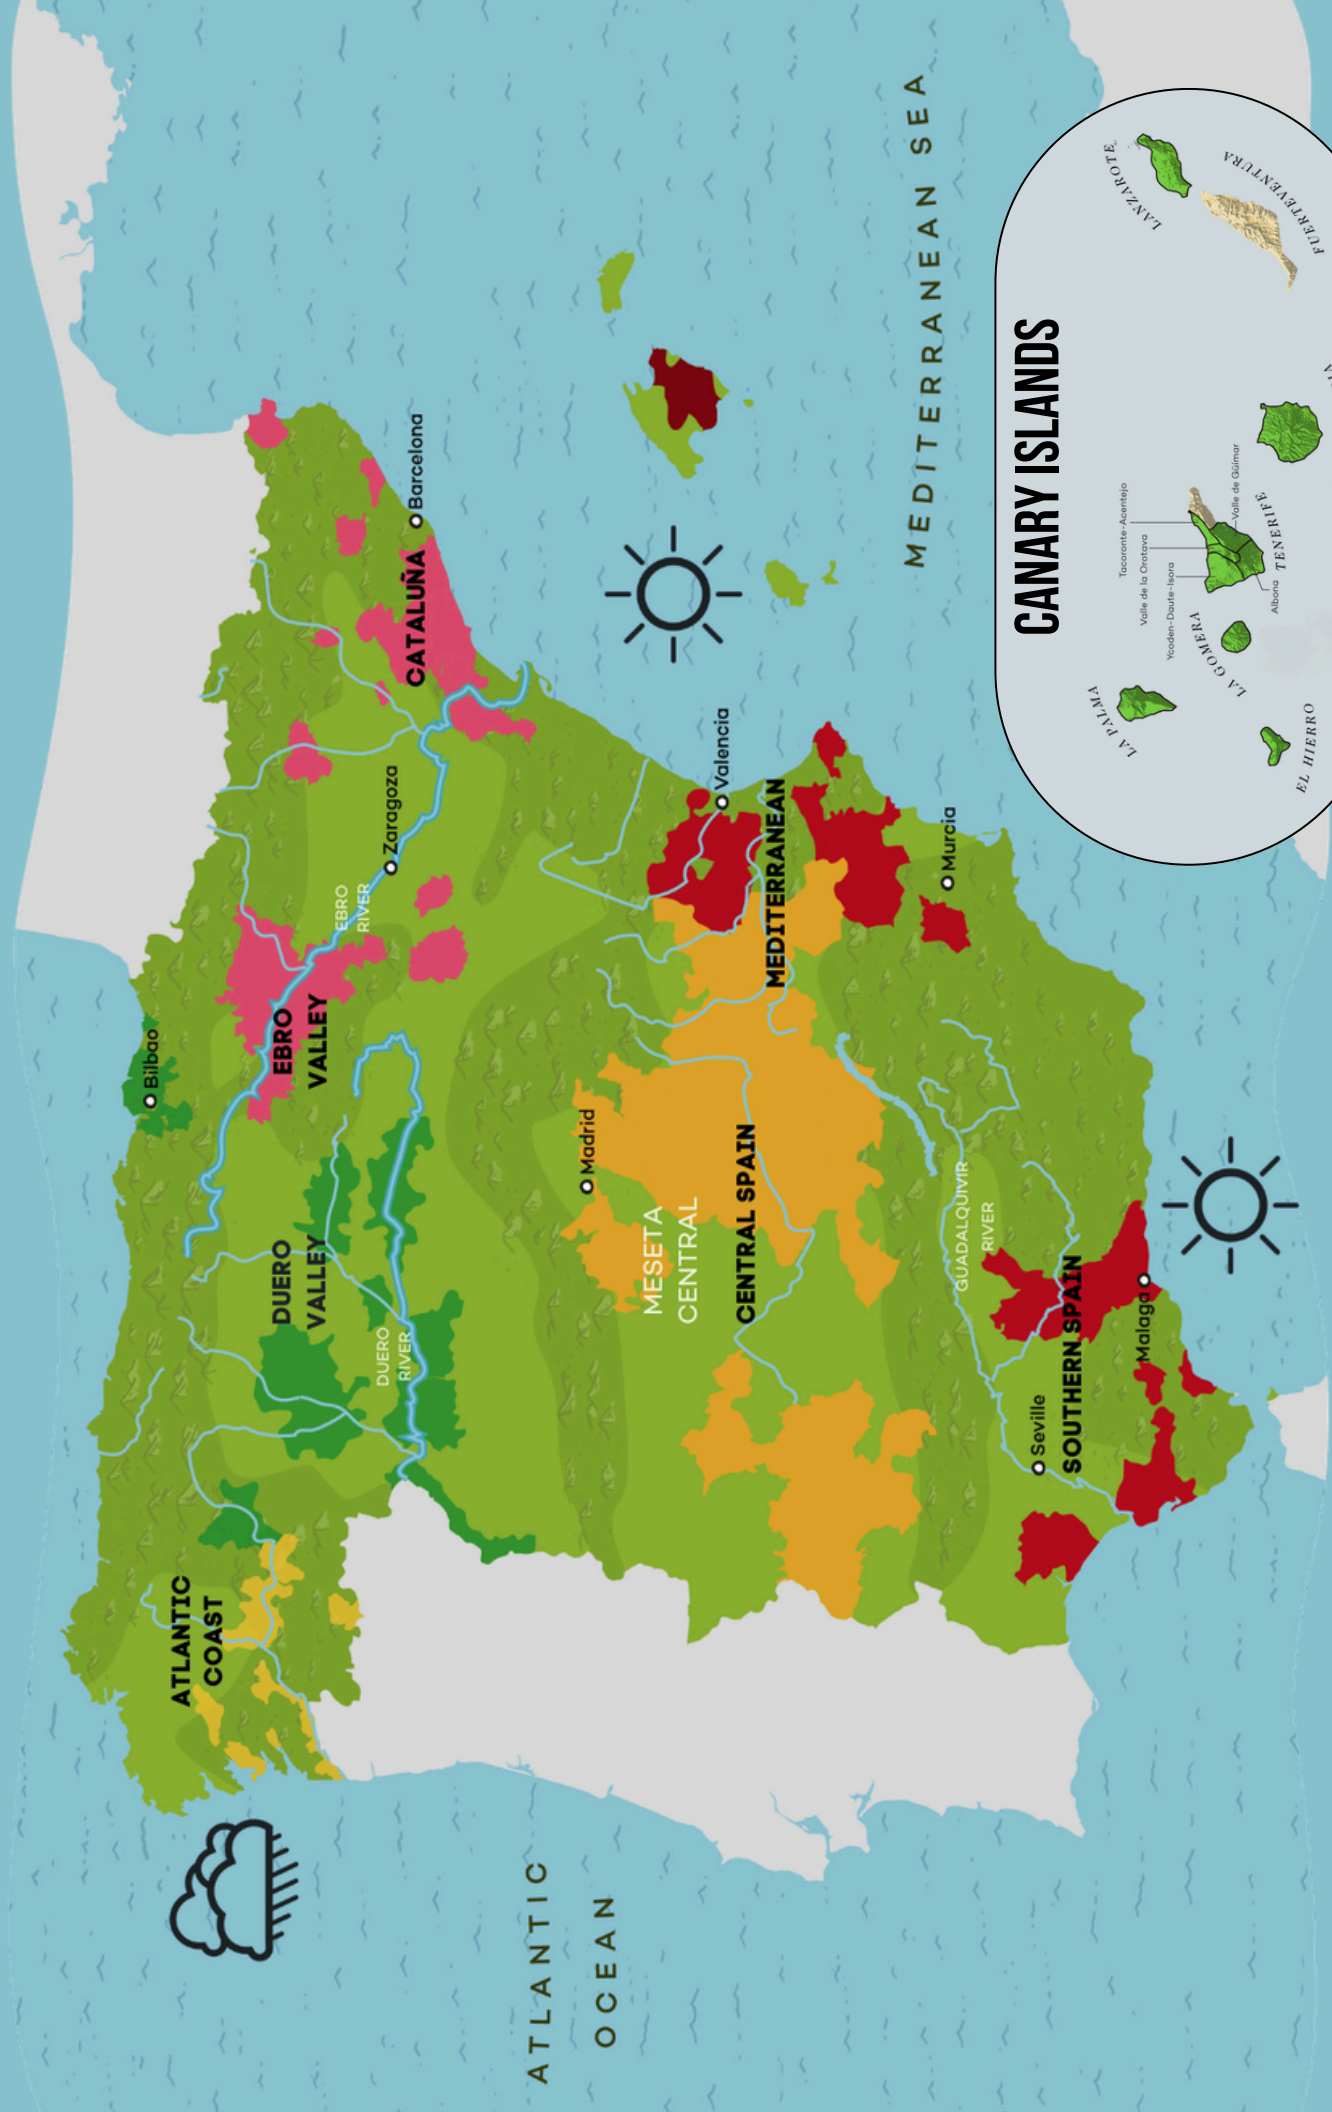 ATLANTIC
COAST
Bilbao
DUERO
VALLEY
EBRO
VALLEY
EBRO
RIVER
Zaragoza
CATALUÑA
Barcelona
DUERO
RIVER
Madrid
MESETA
CENTRAL
CENTRAL SPAIN
Valencia
MEDITERRANEAN
Murcia
GUADALQUIVIR
RIVER
Seville
SOUTHERN SPAIN
Malaga
ATLANTIC
OCEAN
MEDITERRANEAN SEA
CANARY ISLANDS
LA PALMA
EL HIERRO
LA GOMERA
Tacoronte-Acentejo
Valle de la Orotava
Ycoden-Daute-Isora
Abona
Valle de Güimar
TENERIFE
LANZAROTE
FUERTEVENTURA